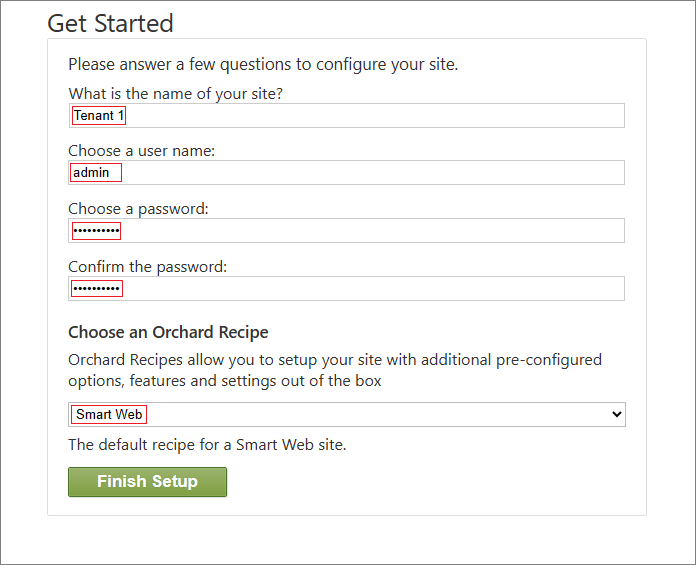 Get Started
Please answer a few questions to configure your site.
What is the name of your site?
Tenant 1
Choose a user name:
admin
Choose a password:
••••••••••
Confirm the password:
••••••••••
Choose an Orchard Recipe
Orchard Recipes allow you to setup your site with additional pre-configured
options, features and settings out of the box
Smart Web
The default recipe for a Smart Web site.
Finish Setup